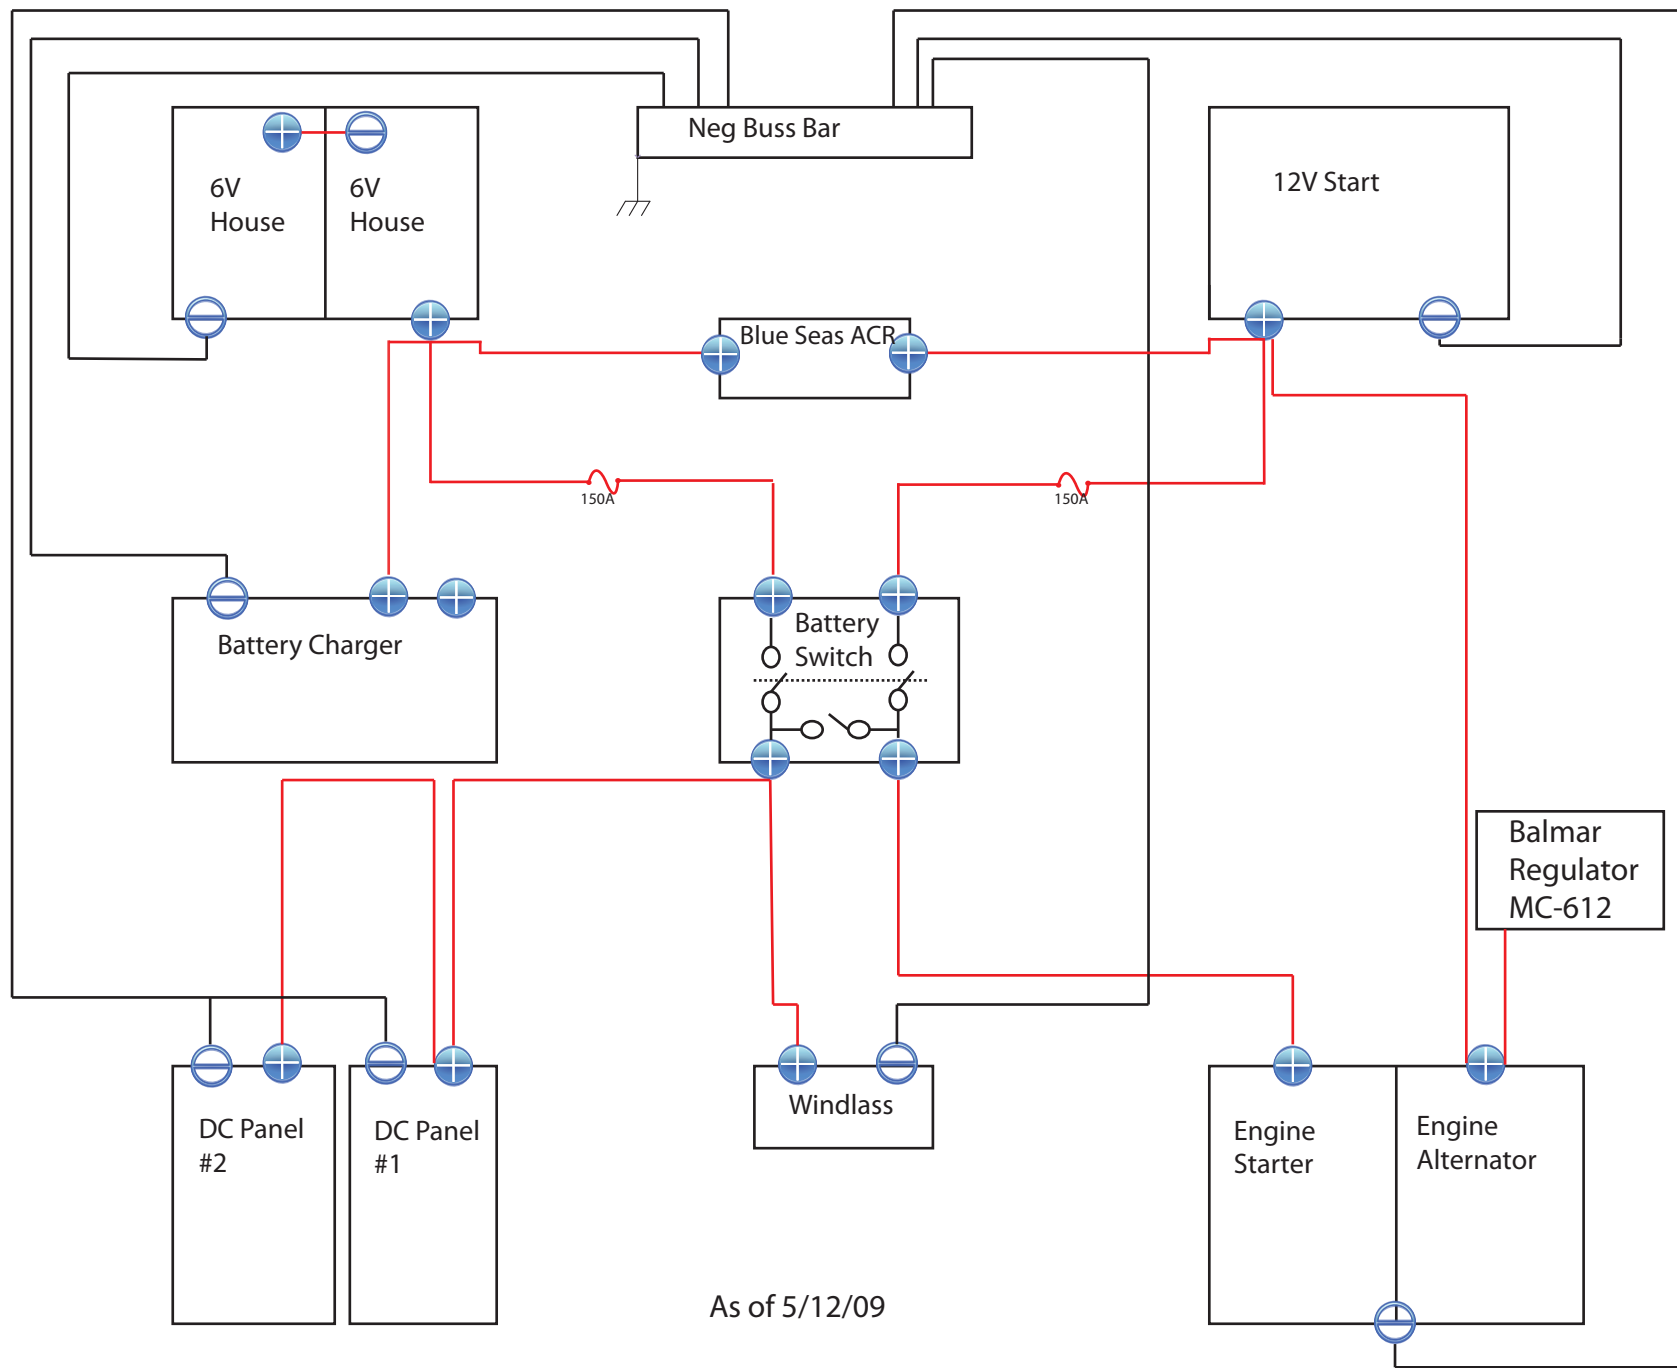 Neg Buss Bar
6V
House
6V
House
12V Start
Blue Seas ACR
150A
150A
Battery
Switch
Battery Charger
Balmar
Regulator
MC-612
DC Panel
#2
DC Panel
#1
Windlass
Engine
Starter
Engine
Alternator
As of 5/12/09